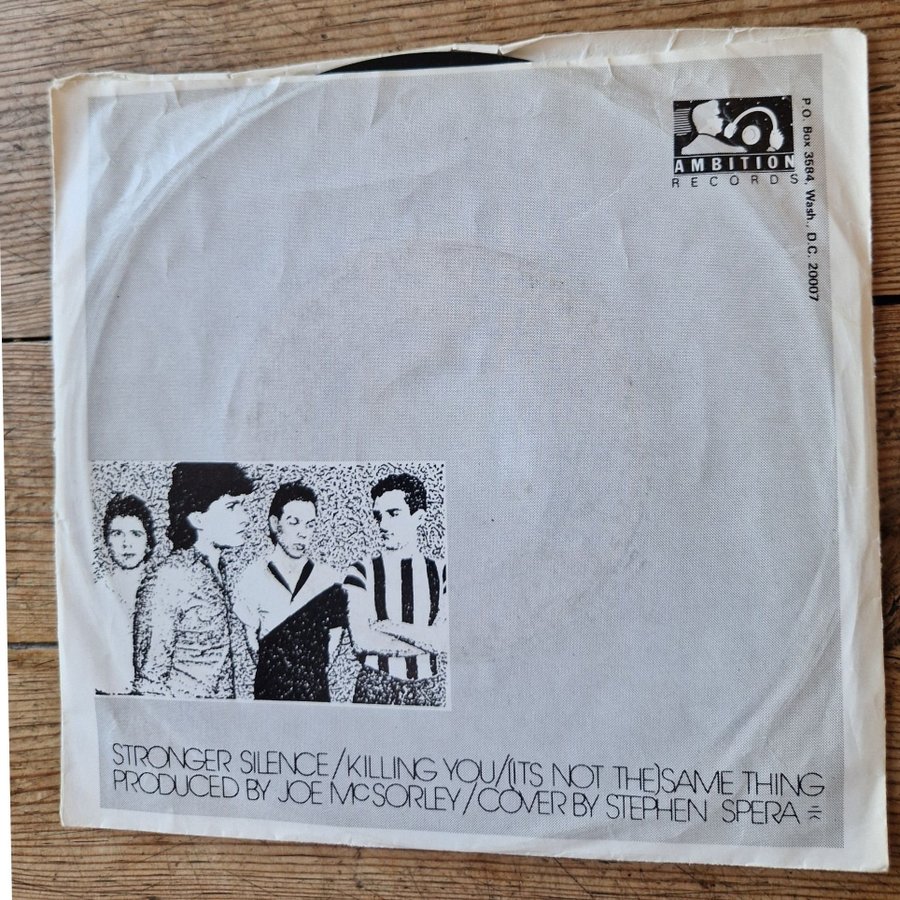 AMBITION
RECORDS
P.O. Box 3584, Wash., D.C. 20007
STRONGER SILENCE/KILLING YOU/(ITS NOT THE)SAME THING
PRODUCED BY JOE McSORLEY/COVER BY STEPHEN SPERA